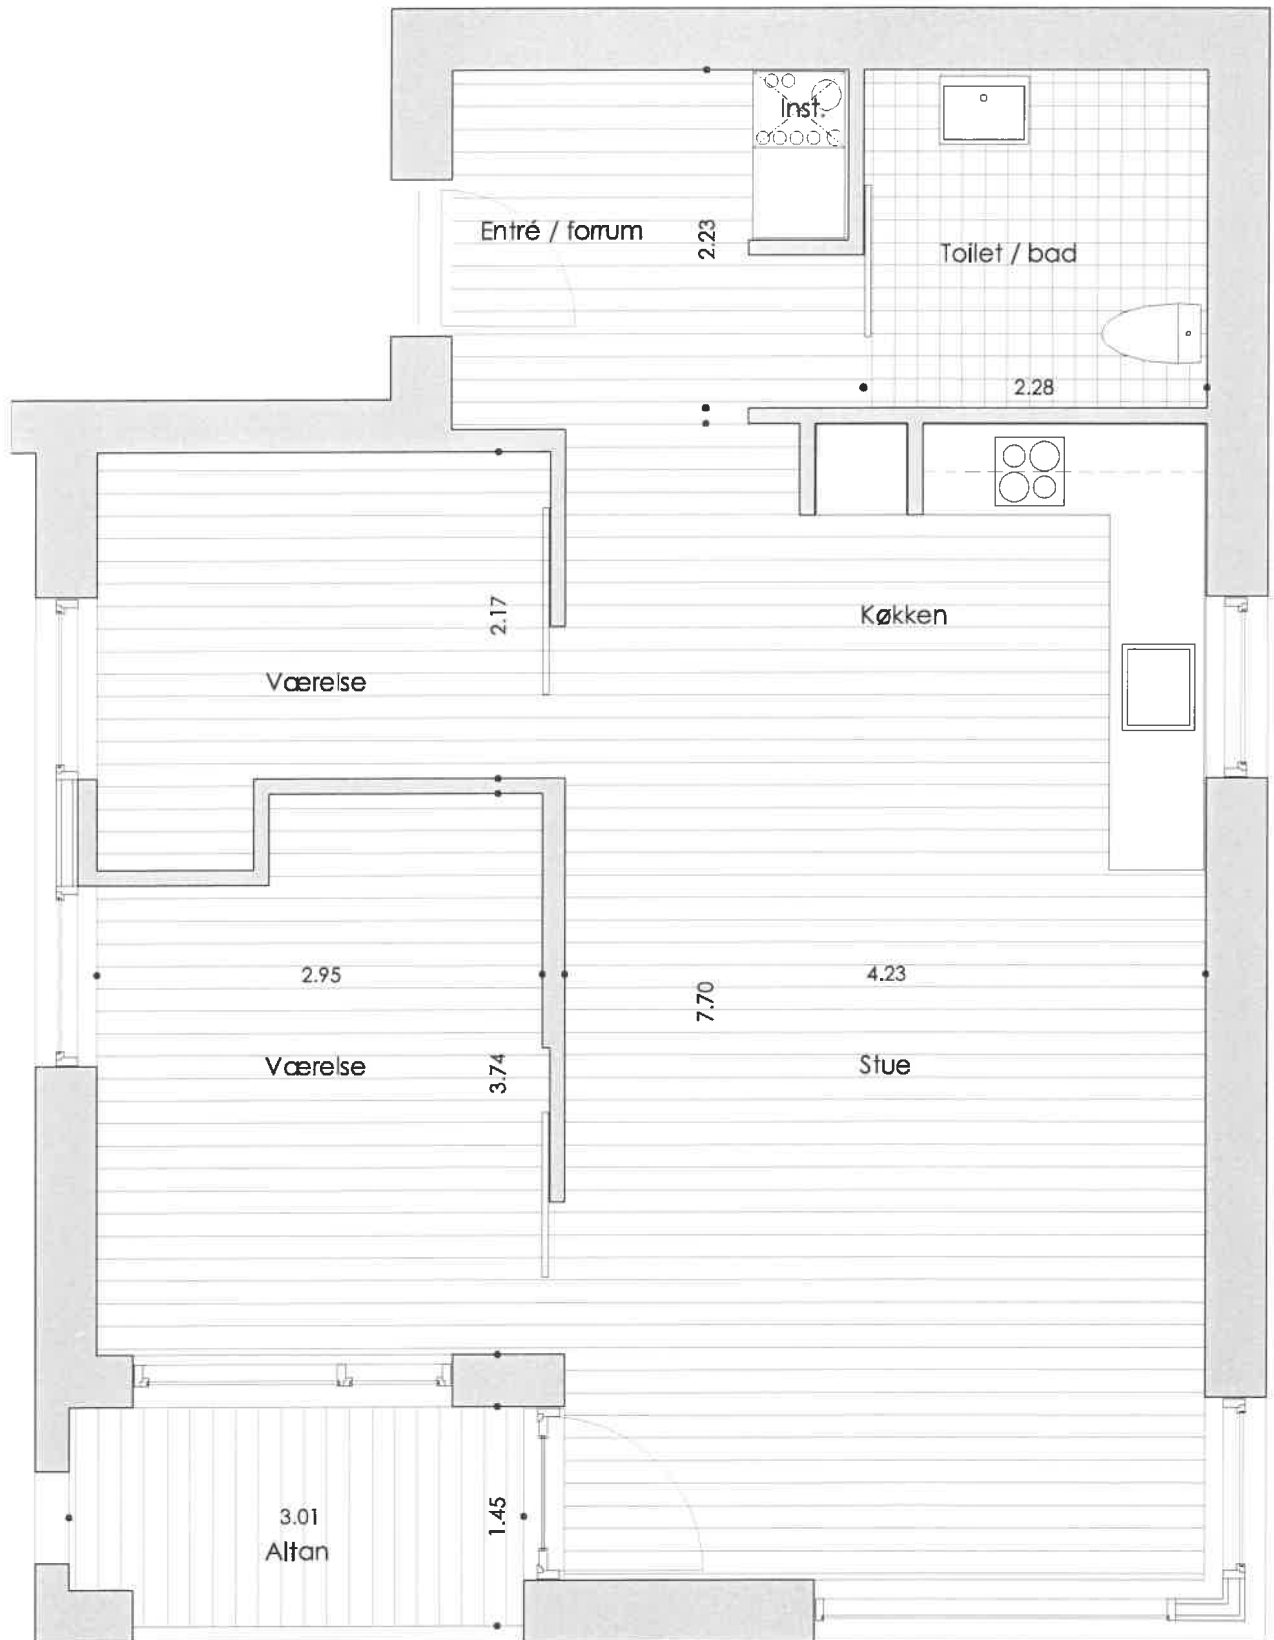 Inst.
Entré / forrum
2.23
Toilet / bad
2.28
2.17
Køkken
Værelse
2.95
4.23
7.70
Værelse
3.74
Stue
3.01
1.45
Altan